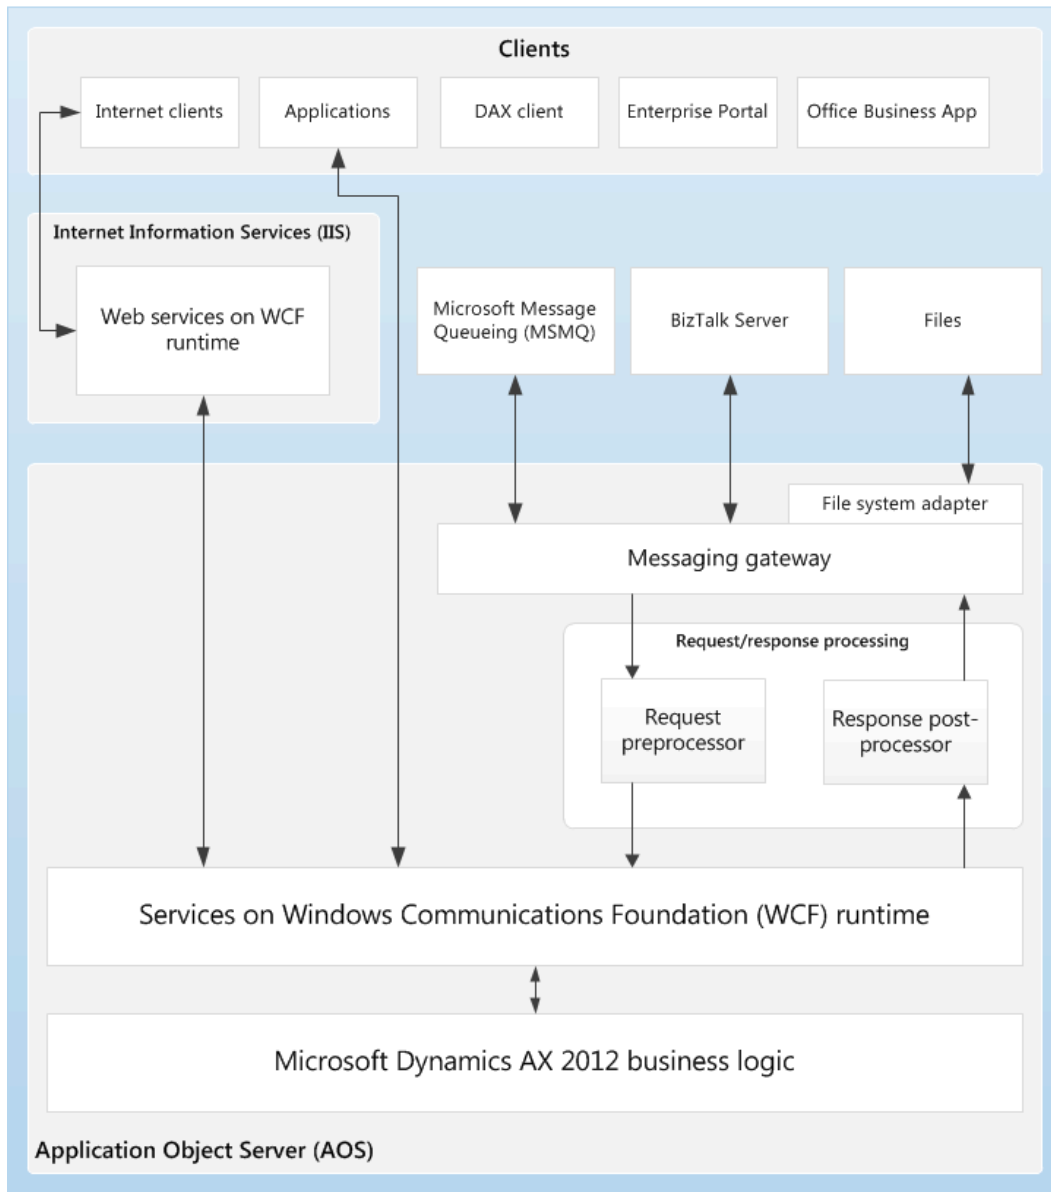 Clients
Internet clients
Applications
DAX client
Enterprise Portal
Office Business App
Internet Information Services (IIS)
Web services on WCF
runtime
Microsoft Message
Queueing (MSMQ)
BizTalk Server
Files
File system adapter
Messaging gateway
Request/response processing
Request
preprocessor
Response post-
processor
Services on Windows Communications Foundation (WCF) runtime
Microsoft Dynamics AX 2012 business logic
Application Object Server (AOS)